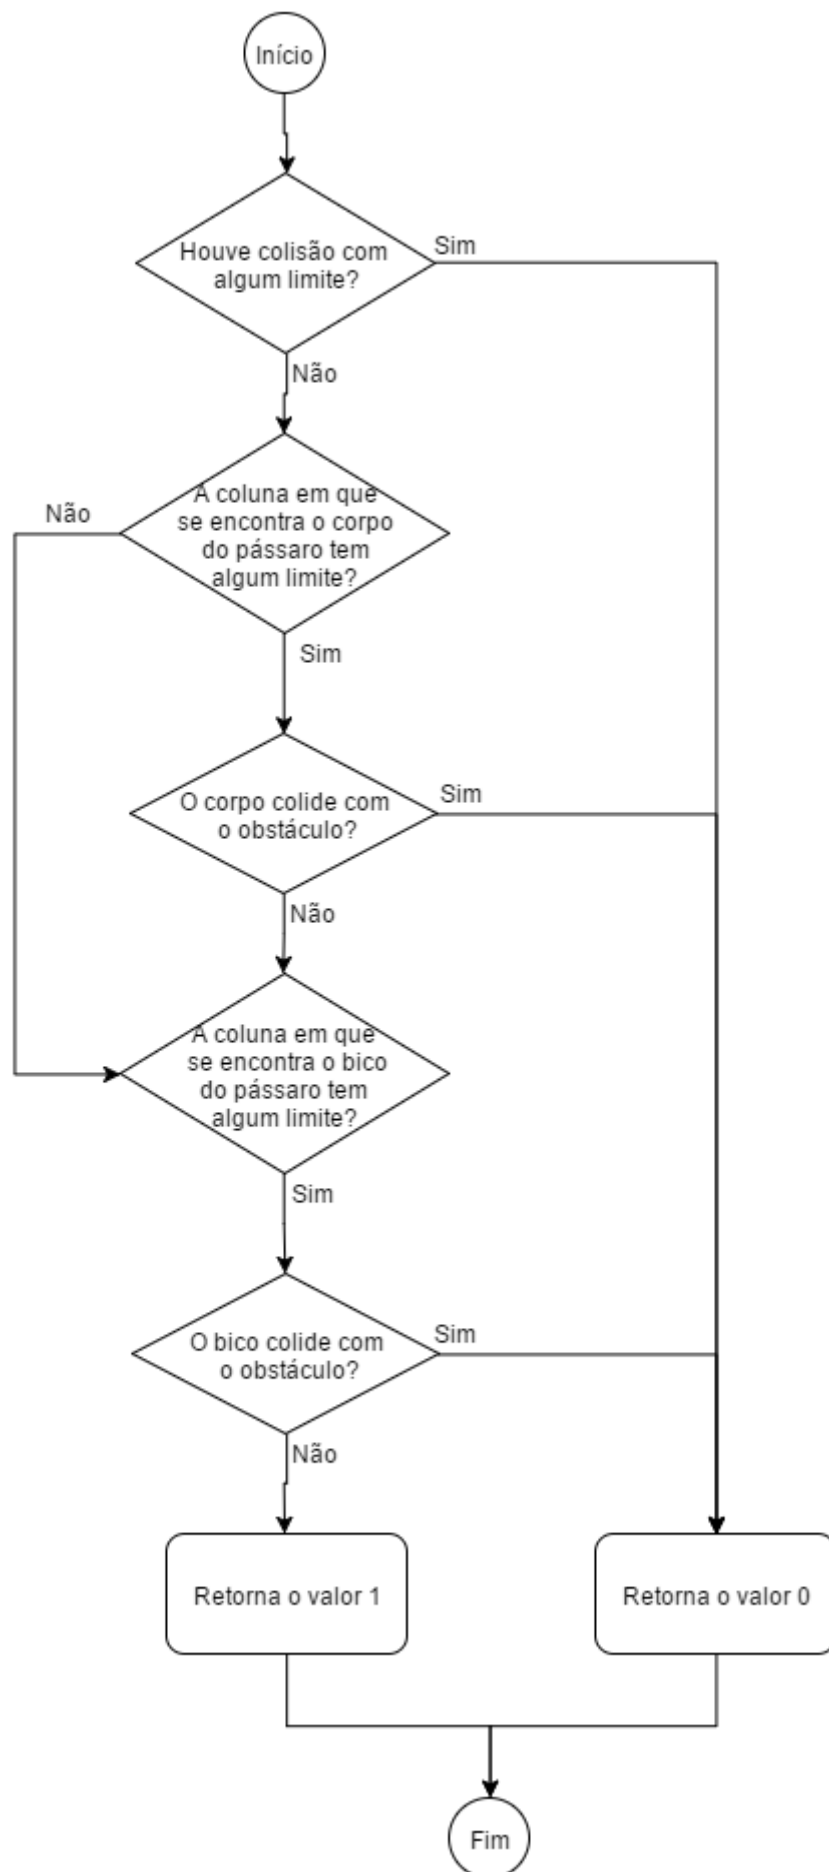 Início
Houve colisão com
algum limite?
Sim
Não
A coluna em que
se encontra o corpo
do pássaro tem
algum limite?
Não
Sim
O corpo colide com
o obstáculo?
Sim
Não
A coluna em que
se encontra o bico
do pássaro tem
algum limite?
Sim
O bico colide com
o obstáculo?
Sim
Não
Retorna o valor 1
Retorna o valor 0
Fim